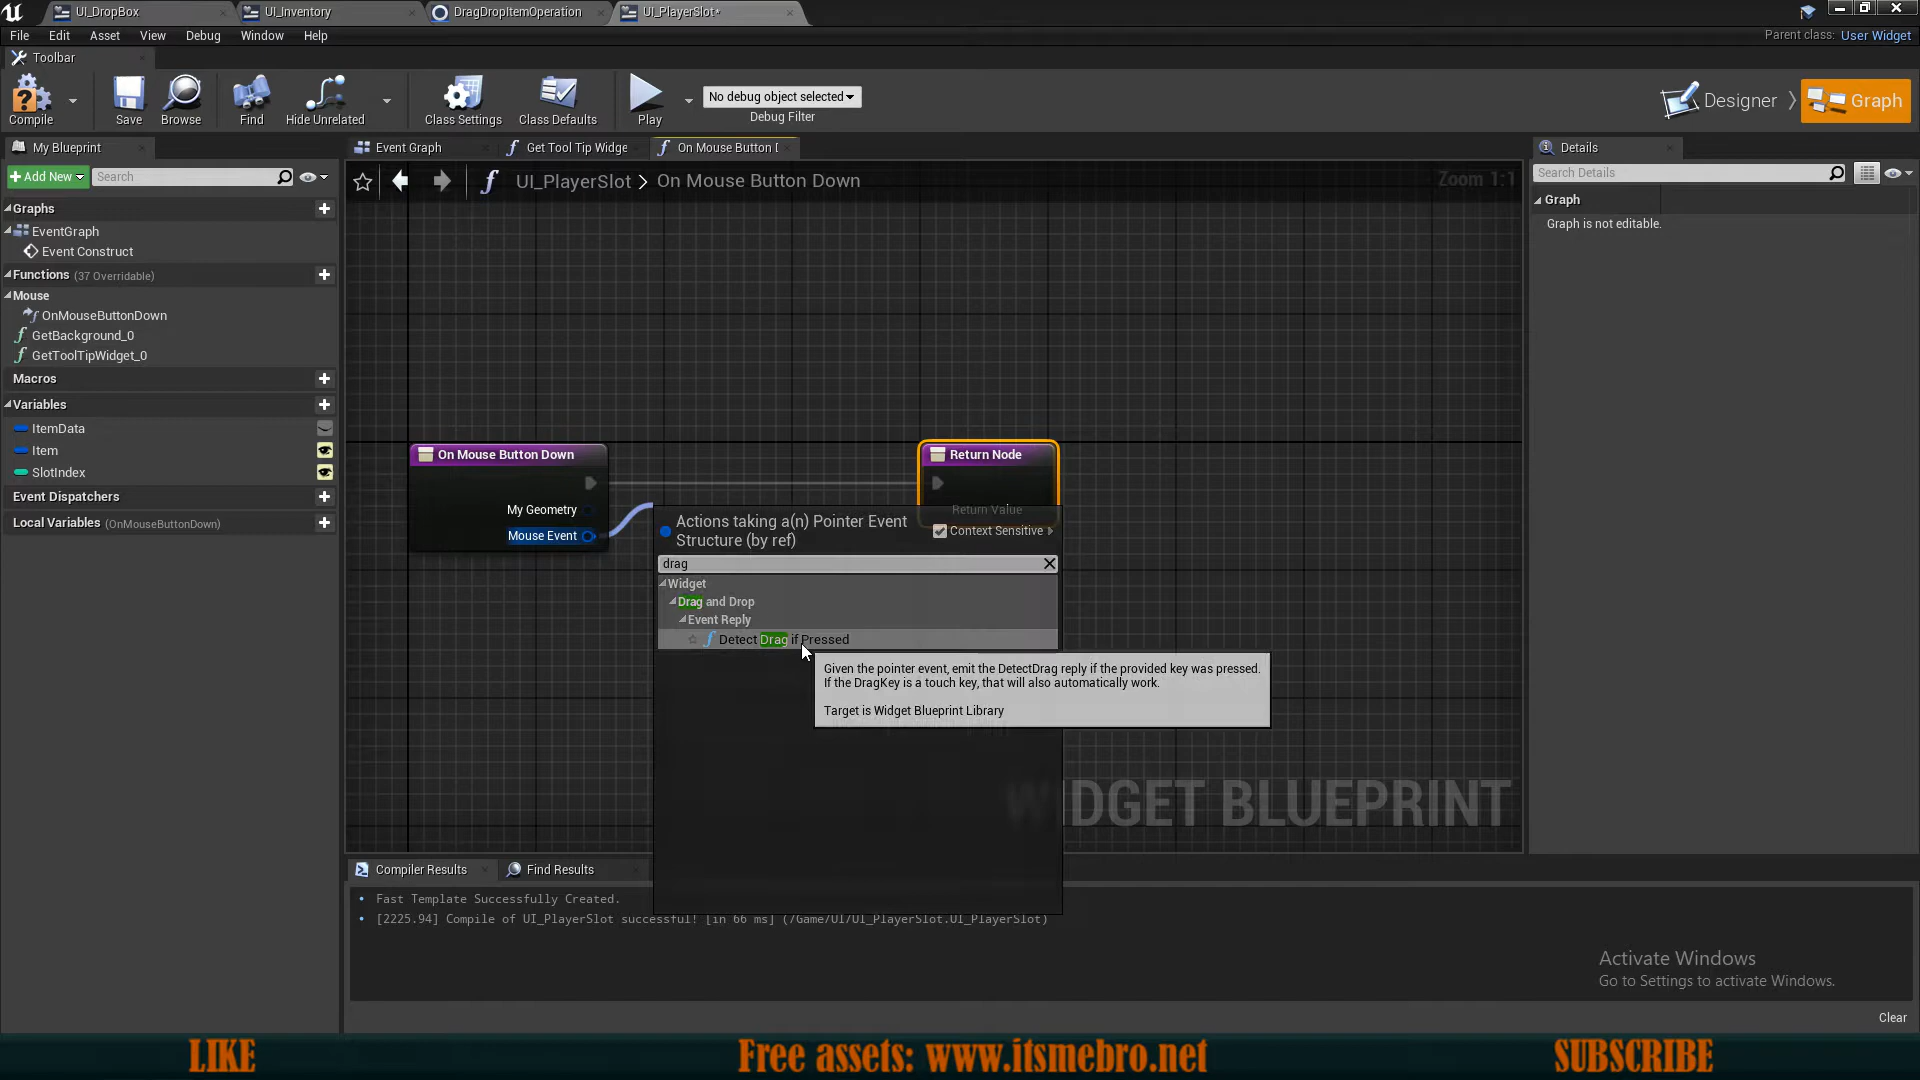 UI_DropBox
UI_Inventory
DragDropItemOperation
UI_PlayerSlot*
File Edit Asset View Debug Window Help
Parent class: User Widget
Toolbar
Compile
Save
Browse
Find
Hide Unrelated
Class Settings
Class Defaults
Play
No debug object selected
Debug Filter
Designer
Graph
My Blueprint
Add New
Search
Graphs
EventGraph
Event Construct
Functions (37 Overridable)
Mouse
OnMouseButtonDown
GetBackground_0
GetToolTipWidget_0
Macros
Variables
ItemData
Item
SlotIndex
Event Dispatchers
Local Variables (OnMouseButtonDown)
Event Graph
Get Tool Tip Widge
On Mouse Button D
UI_PlayerSlot > On Mouse Button Down
Zoom 1:1
On Mouse Button Down
My Geometry
Mouse Event
Return Node
Return Value
Actions taking a(n) Pointer Event
Structure (by ref)
Context Sensitive
drag
Widget
Drag and Drop
Event Reply
Detect Drag if Pressed
Given the pointer event, emit the DetectDrag reply if the provided key was pressed.
If the DragKey is a touch key, that will also automatically work.
Target is Widget Blueprint Library
WIDGET BLUEPRINT
Details
Search Details
Graph
Graph is not editable.
Compiler Results
Find Results
Fast Template Successfully Created.
[2225.94] Compile of UI_PlayerSlot successful! [in 66 ms] (/Game/UI/UI_PlayerSlot.UI_PlayerSlot)
Activate Windows
Go to Settings to activate Windows.
Clear
LIKE
Free assets: www.itsmebro.net
SUBSCRIBE